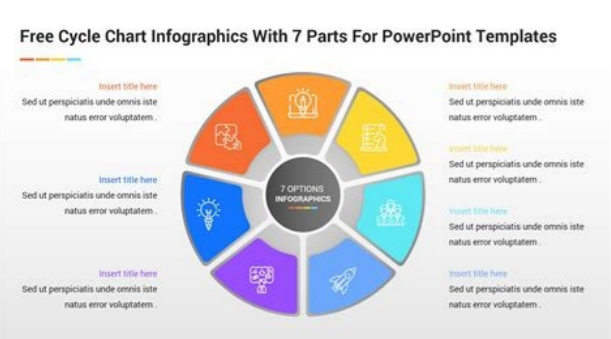 Free Cycle Chart Infographics With 7 Parts For PowerPoint Templates
Insert title here
Sed ut perspiciatis unde omnis iste
natus error voluptatem .
Insert title here
Sed ut perspiciatis unde omnis iste
natus error voluptatem .
Insert title here
Sed ut perspiciatis unde omnis iste
natus error voluptatem .
7 OPTIONS
INFOGRAPHICS
Insert title here
Sed ut perspiciatis unde omnis iste
natus error voluptatem .
Insert title here
Sed ut perspiciatis unde omnis iste
natus error voluptatem .
Insert title here
Sed ut perspiciatis unde omnis iste
natus error voluptatem .
Insert title here
Sed ut perspiciatis unde omnis iste
natus error voluptatem .